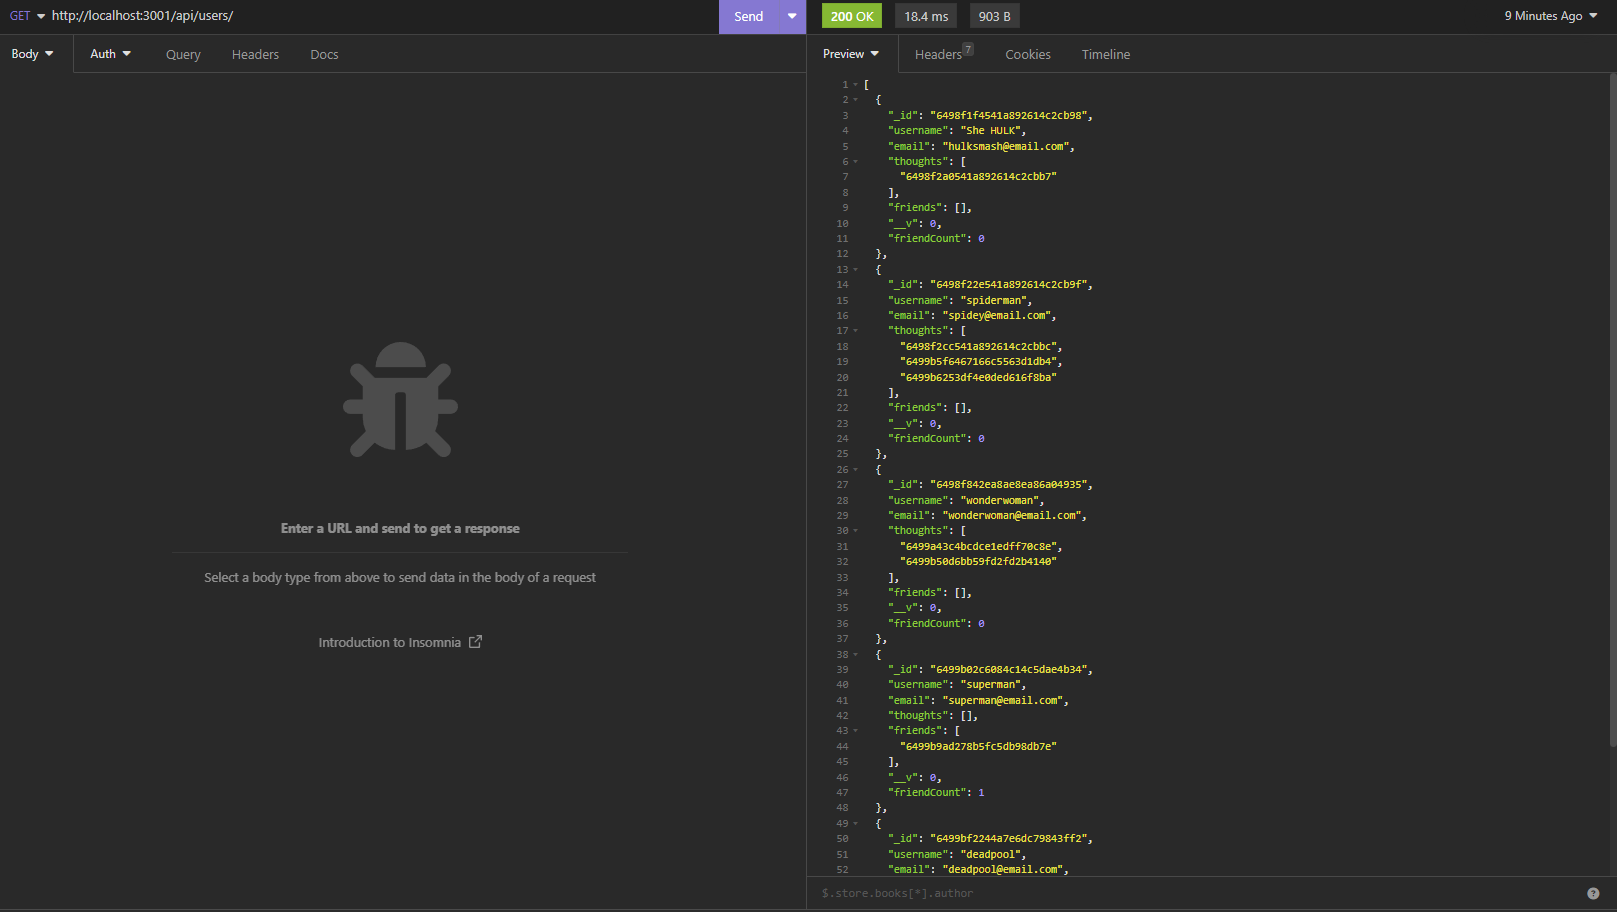 GET http://localhost:3001/api/users/ Send 200 OK 18.4 ms 903 B 9 Minutes Ago
Body Auth Query Headers Docs Preview Headers 7 Cookies Timeline
Enter a URL and send to get a response
Select a body type from above to send data in the body of a request
Introduction to Insomnia
1 [
2 {
3 "_id": "6498f1f4541a892614c2cb98",
4 "username": "She HULK",
5 "email": "hulksmash@email.com",
6 "thoughts": [
7 "6498f2a0541a892614c2cbb7"
8 ],
9 "friends": [],
10 "__v": 0,
11 "friendCount": 0
12 },
13 {
14 "_id": "6498f22e541a892614c2cb9f",
15 "username": "spiderman",
16 "email": "spidey@email.com",
17 "thoughts": [
18 "6498f2cc541a892614c2cbbc",
19 "6499b5f6467166c5563d1db4",
20 "6499b6253df4e0ded616f8ba"
21 ],
22 "friends": [],
23 "__v": 0,
24 "friendCount": 0
25 },
26 {
27 "_id": "6498f842ea8ae8ea86a04935",
28 "username": "wonderwoman",
29 "email": "wonderwoman@email.com",
30 "thoughts": [
31 "6499a43c4bcdce1edff70c8e",
32 "6499b50d6bb59fd2fd2b4140"
33 ],
34 "friends": [],
35 "__v": 0,
36 "friendCount": 0
37 },
38 {
39 "_id": "6499b02c6084c14c5dae4b34",
40 "username": "superman",
41 "email": "superman@email.com",
42 "thoughts": [],
43 "friends": [
44 "6499b9ad278b5fc5db98db7e"
45 ],
46 "__v": 0,
47 "friendCount": 1
48 },
49 {
50 "_id": "6499bf2244a7e6dc79843ff2",
51 "username": "deadpool",
52 "email": "deadpool@email.com",
$.store.books[*].author ?